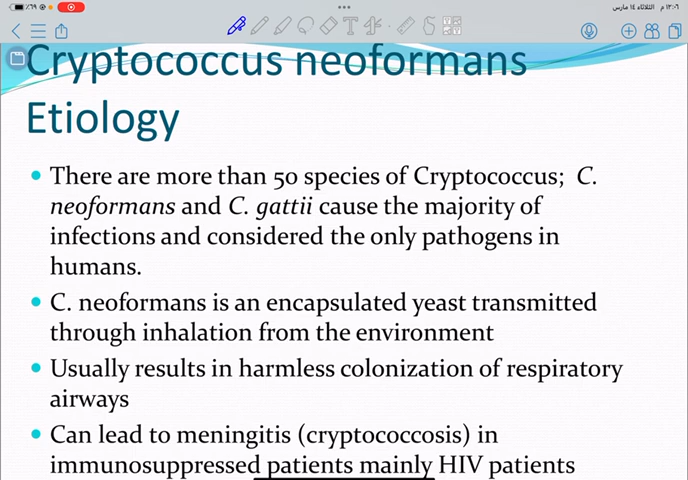 ٪٦٩
١٢:٠٦ م الثلاثاء ١٤ مارس
Cryptococcus neoformans
Etiology
• There are more than 50 species of Cryptococcus; C.
neoformans and C. gattii cause the majority of
infections and considered the only pathogens in
humans.
• C. neoformans is an encapsulated yeast transmitted
through inhalation from the environment
• Usually results in harmless colonization of respiratory
airways
• Can lead to meningitis (cryptococcosis) in
immunosuppressed patients mainly HIV patients